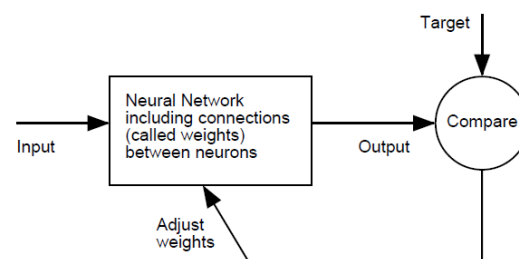 Target
Neural Network
including connections
(called weights)
between neurons
Compare
Input
Output
Adjust
weights